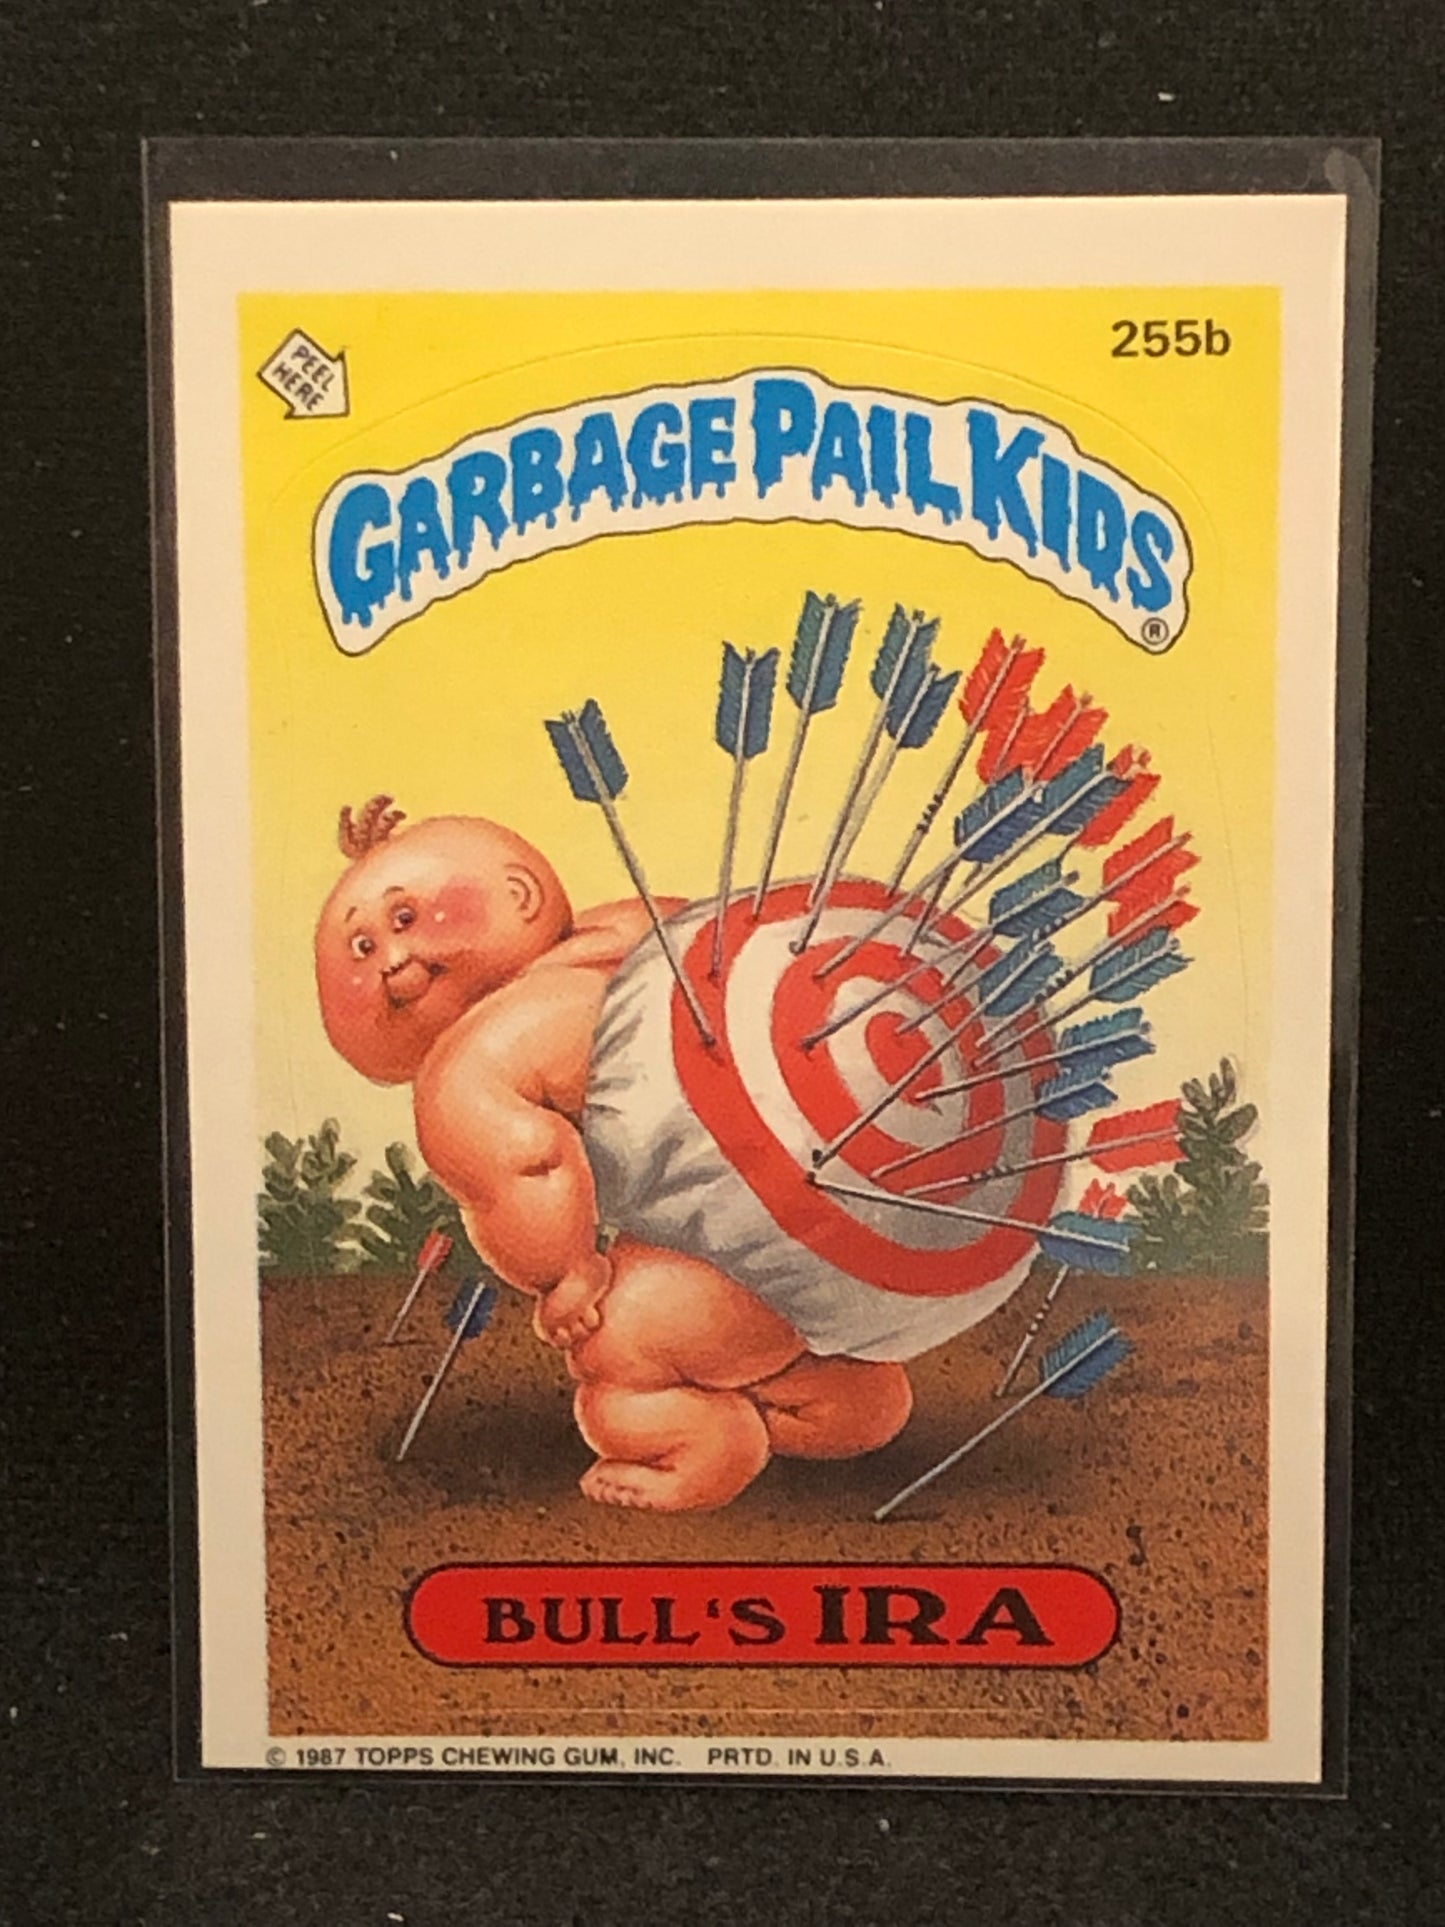 PEEL
HERE
255b
GARBAGE PAIL KIDS
®
BULL'S IRA
© 1987 TOPPS CHEWING GUM, INC. PRTD. IN U.S.A.